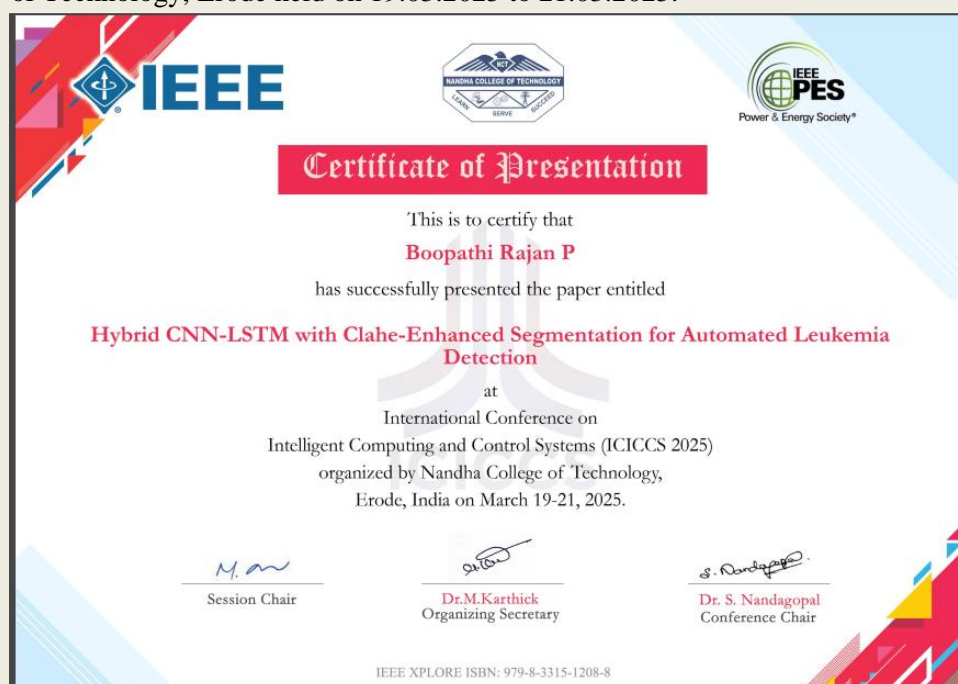 of Technology, Erode held on 19.03.2025 to 21.03.2025.
IEEE
NCT
NANDHA COLLEGE OF TECHNOLOGY
LEARN
SERVE
SUCCEED
IEEE
PES
Power & Energy Society®
Certificate of Presentation
This is to certify that
Boopathi Rajan P
has successfully presented the paper entitled
Hybrid CNN-LSTM with Clahe-Enhanced Segmentation for Automated Leukemia
Detection
at
International Conference on
Intelligent Computing and Control Systems (ICICCS 2025)
organized by Nandha College of Technology,
Erode, India on March 19-21, 2025.
ICICCS
S. Nandagopal
Session Chair
Dr.M.Karthick
Organizing Secretary
Dr. S. Nandagopal
Conference Chair
IEEE XPLORE ISBN: 979-8-3315-1208-8